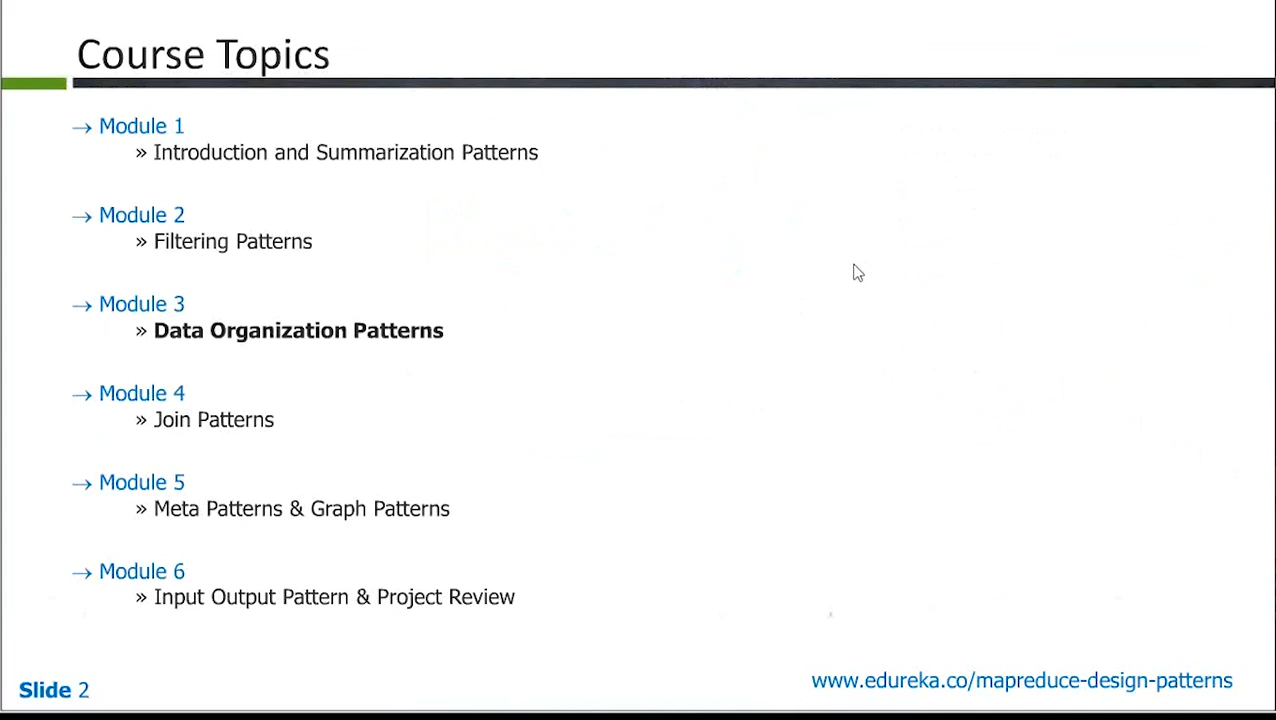 Course Topics
→ Module 1
» Introduction and Summarization Patterns
→ Module 2
» Filtering Patterns
→ Module 3
» Data Organization Patterns
→ Module 4
» Join Patterns
→ Module 5
» Meta Patterns & Graph Patterns
→ Module 6
» Input Output Pattern & Project Review
Slide 2
www.edureka.co/mapreduce-design-patterns